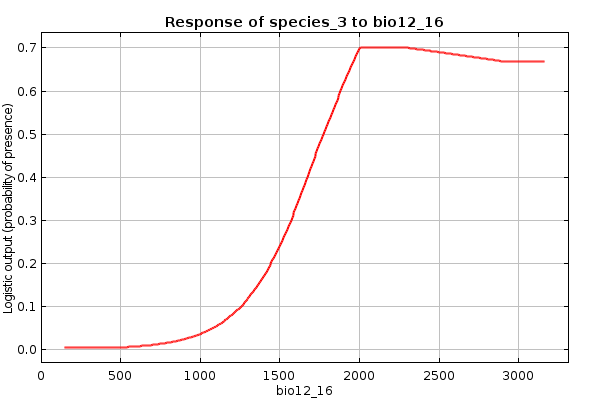 Response of species_3 to bio12_16
Logistic output (probability of presence)
0.7
0.6
0.5
0.4
0.3
0.2
0.1
0.0
0 500 1000 1500 2000 2500 3000
bio12_16